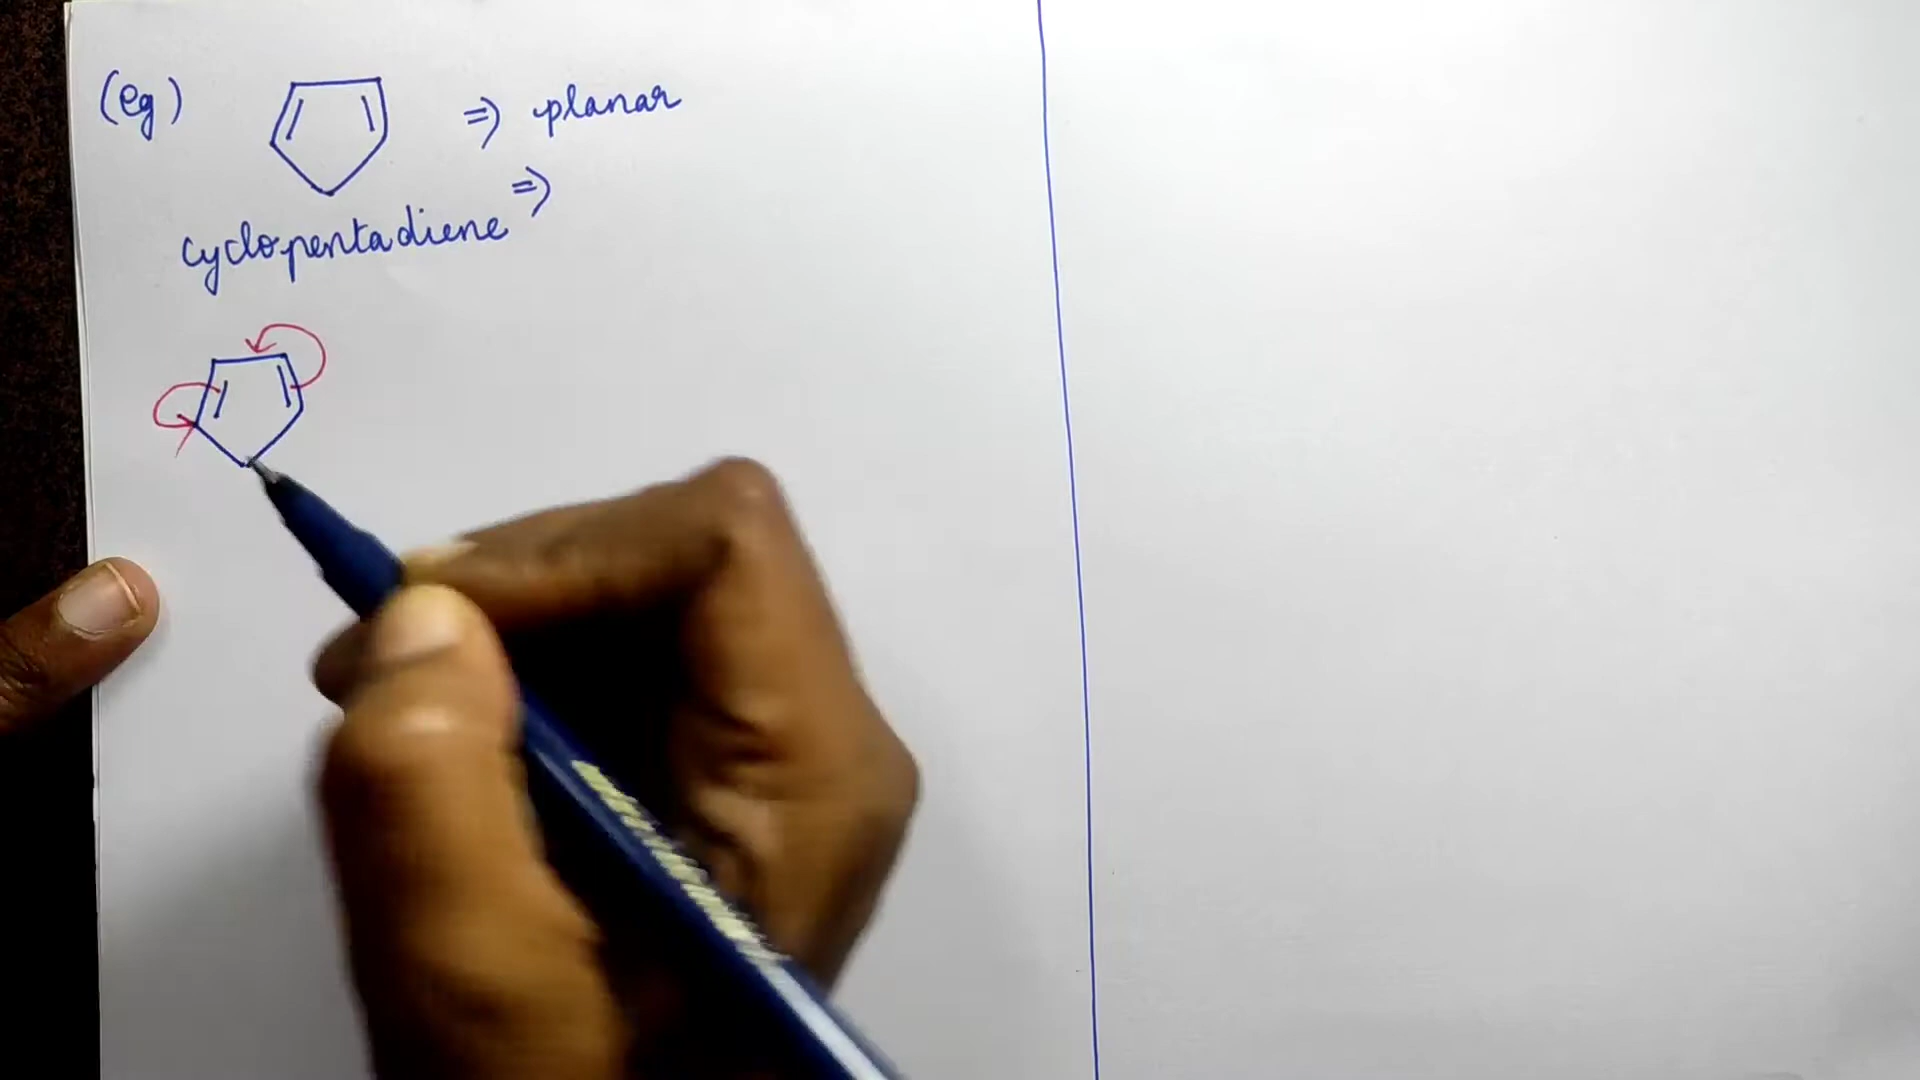 (eg) ⇒ planar
cyclopentadiene ⇒